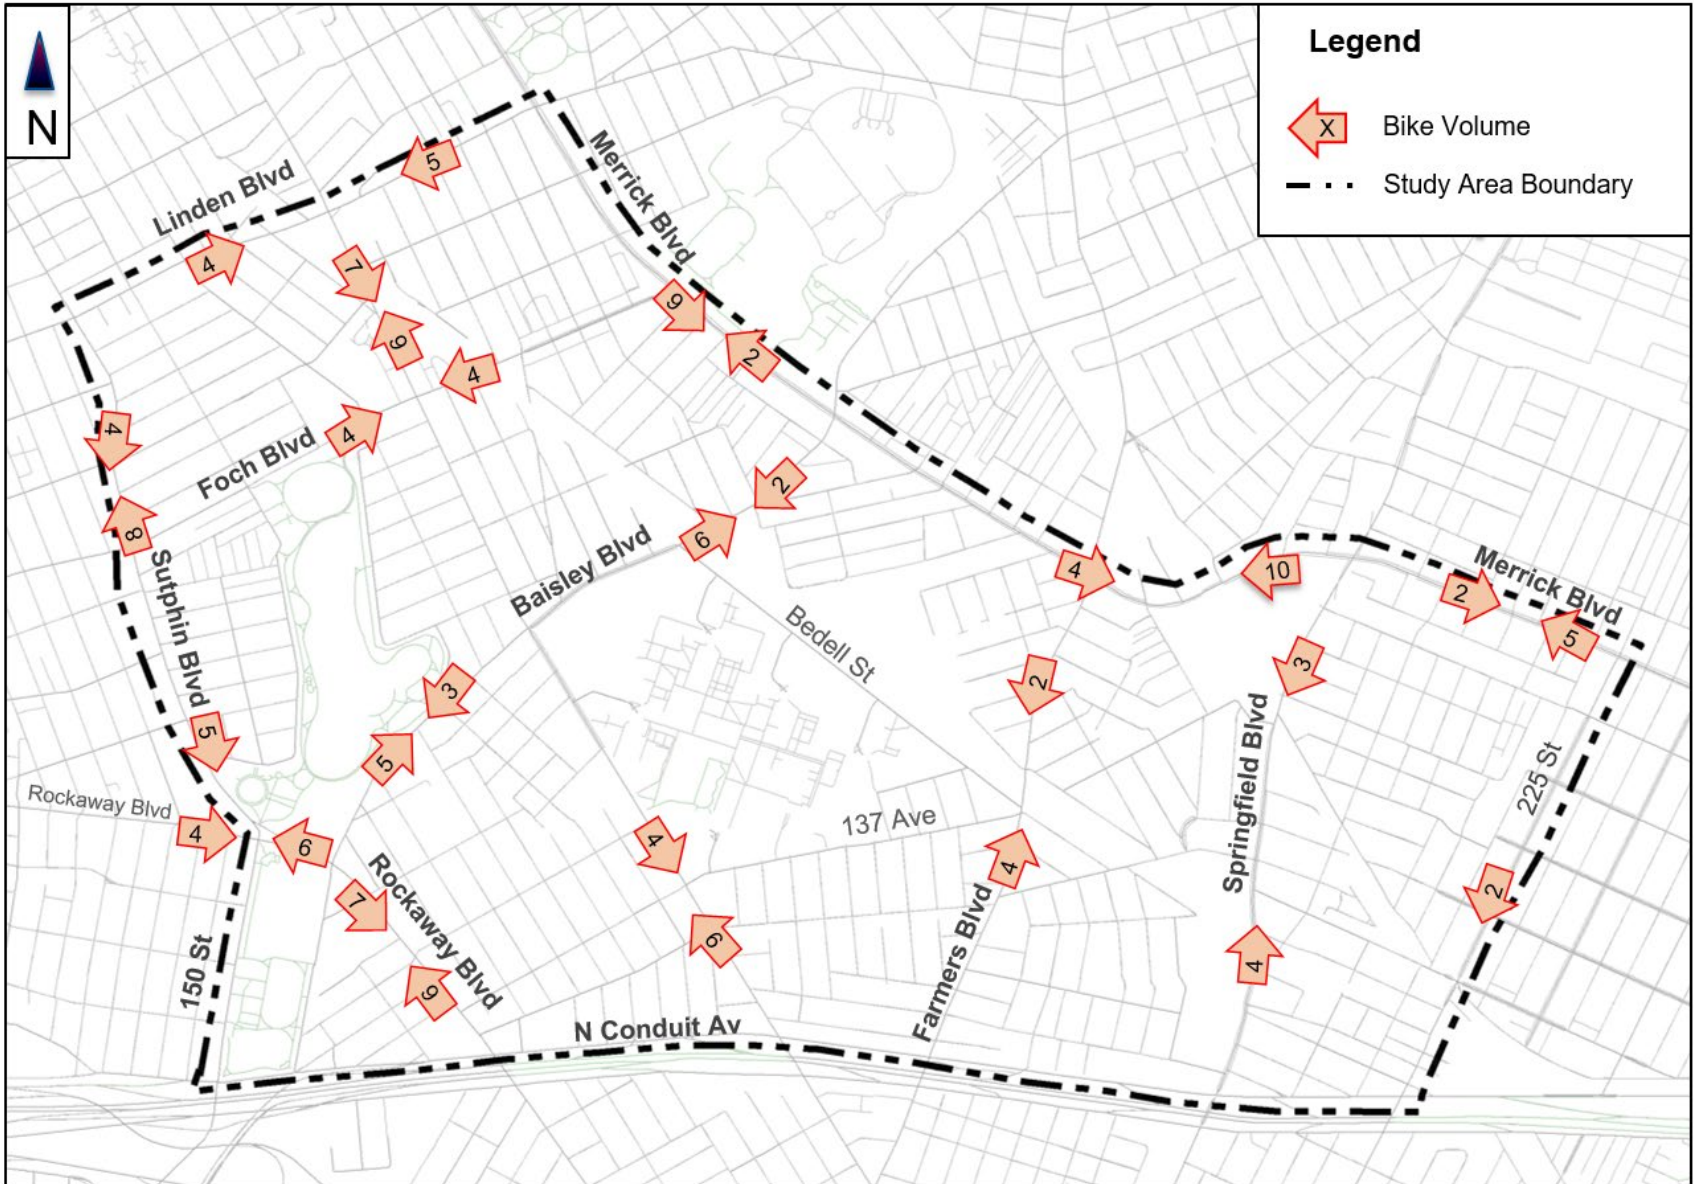 N
Legend
X
Bike Volume
Study Area Boundary
Linden Blvd
5
Merrick Blvd
4
7
9
9
2
4
4
4
Foch Blvd
8
2
6
Baisley Blvd
Sutphin Blvd
4
10
2
Merrick Blvd
5
Bedell St
3
2
3
5
5
Springfield Blvd
225 St
Rockaway Blvd
4
6
4
137 Ave
4
2
7
Rockaway Blvd
6
Farmers Blvd
4
150 St
6
N Conduit Av